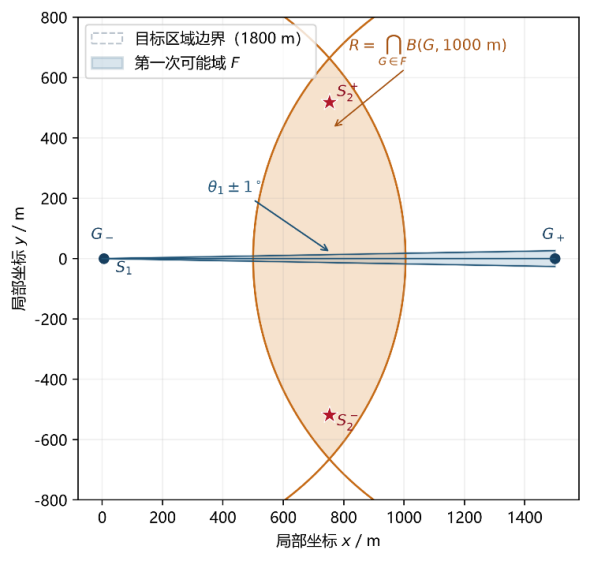 目标区域边界（1800 m）
第一次可能域 F
R = ⋂ B(G, 1000 m)
G∈F
S₂⁺
θ₁ ± 1°
G₋
S₁
G₊
S₂⁻
800
600
400
200
0
-200
-400
-600
-800
局部坐标 y / m
0
200
400
600
800
1000
1200
1400
局部坐标 x / m